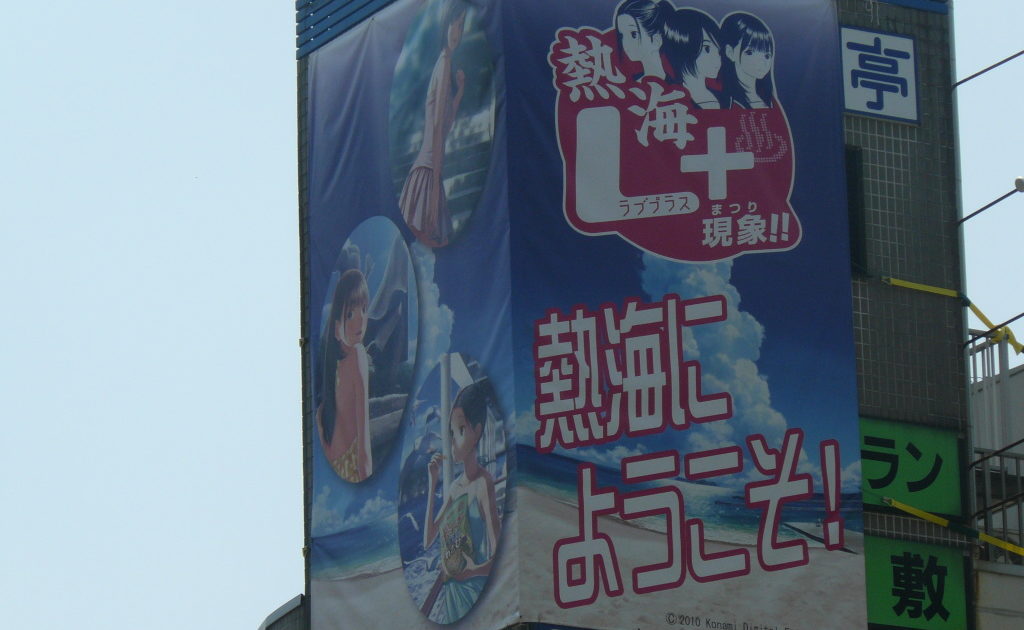 熱海
L+
ラブプラス
まつり
現象!!
熱海に
ようこそ!
©2010 Konami Digital
亭
ラン
敷
91